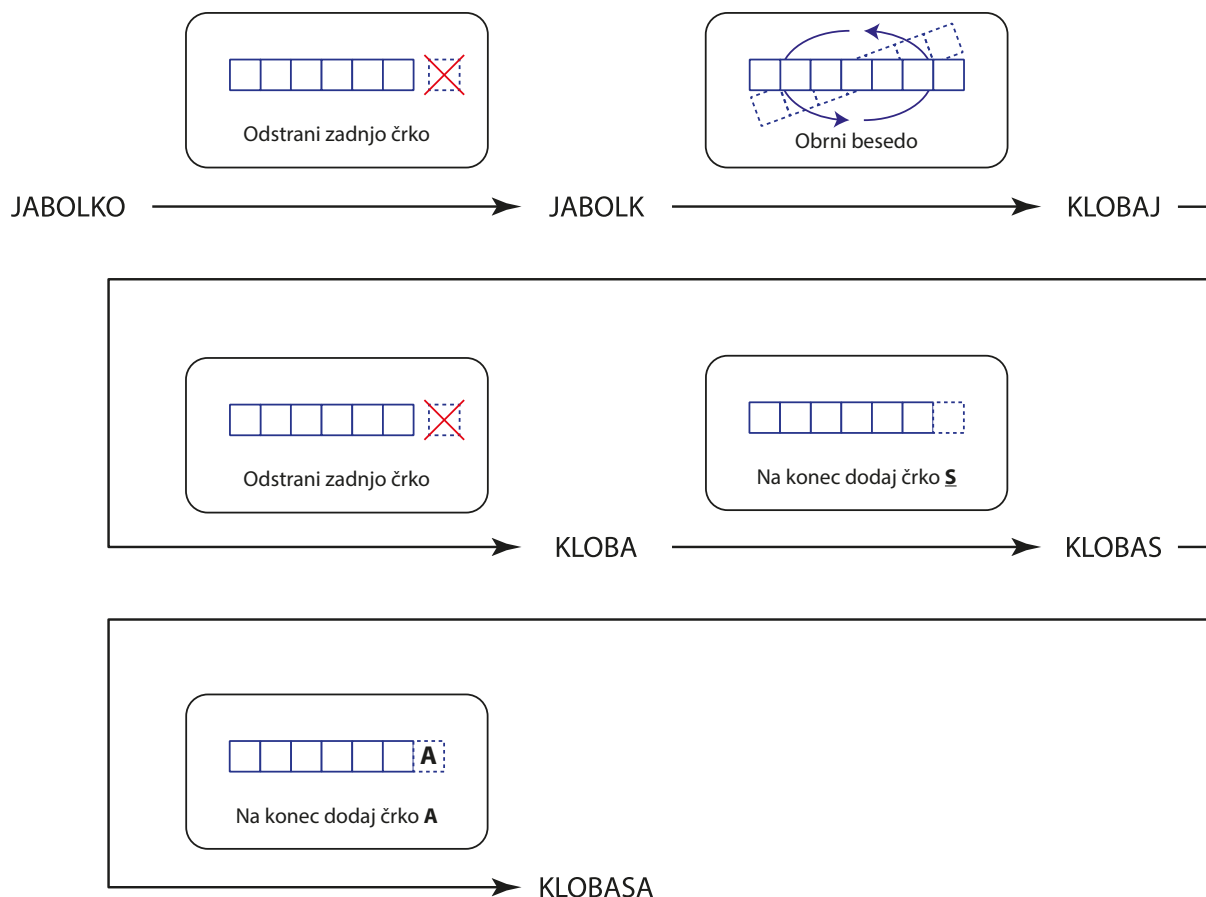 Odstrani zadnjo črko
Obrni besedo
JABOLKO JABOLK KLOBAJ
Odstrani zadnjo črko
Na konec dodaj črko S
KLOBA KLOBAS
A
Na konec dodaj črko A
KLOBASA